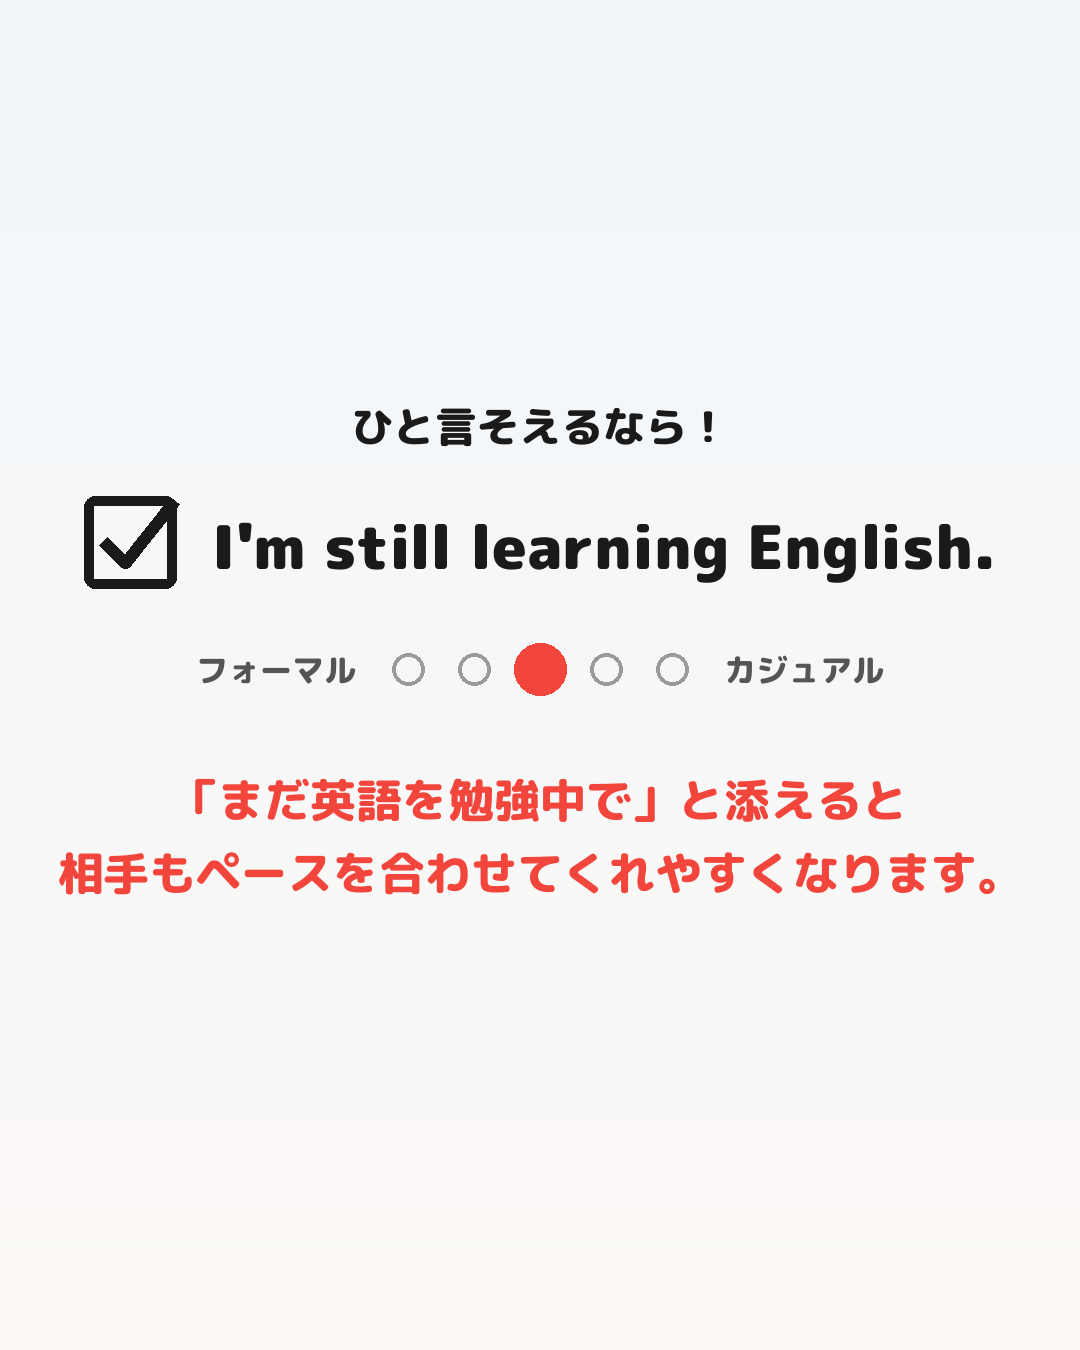 ひと言そえるなら！
I'm still learning English.
フォーマル カジュアル
「まだ英語を勉強中で」と添えると
相手もペースを合わせてくれやすくなります。